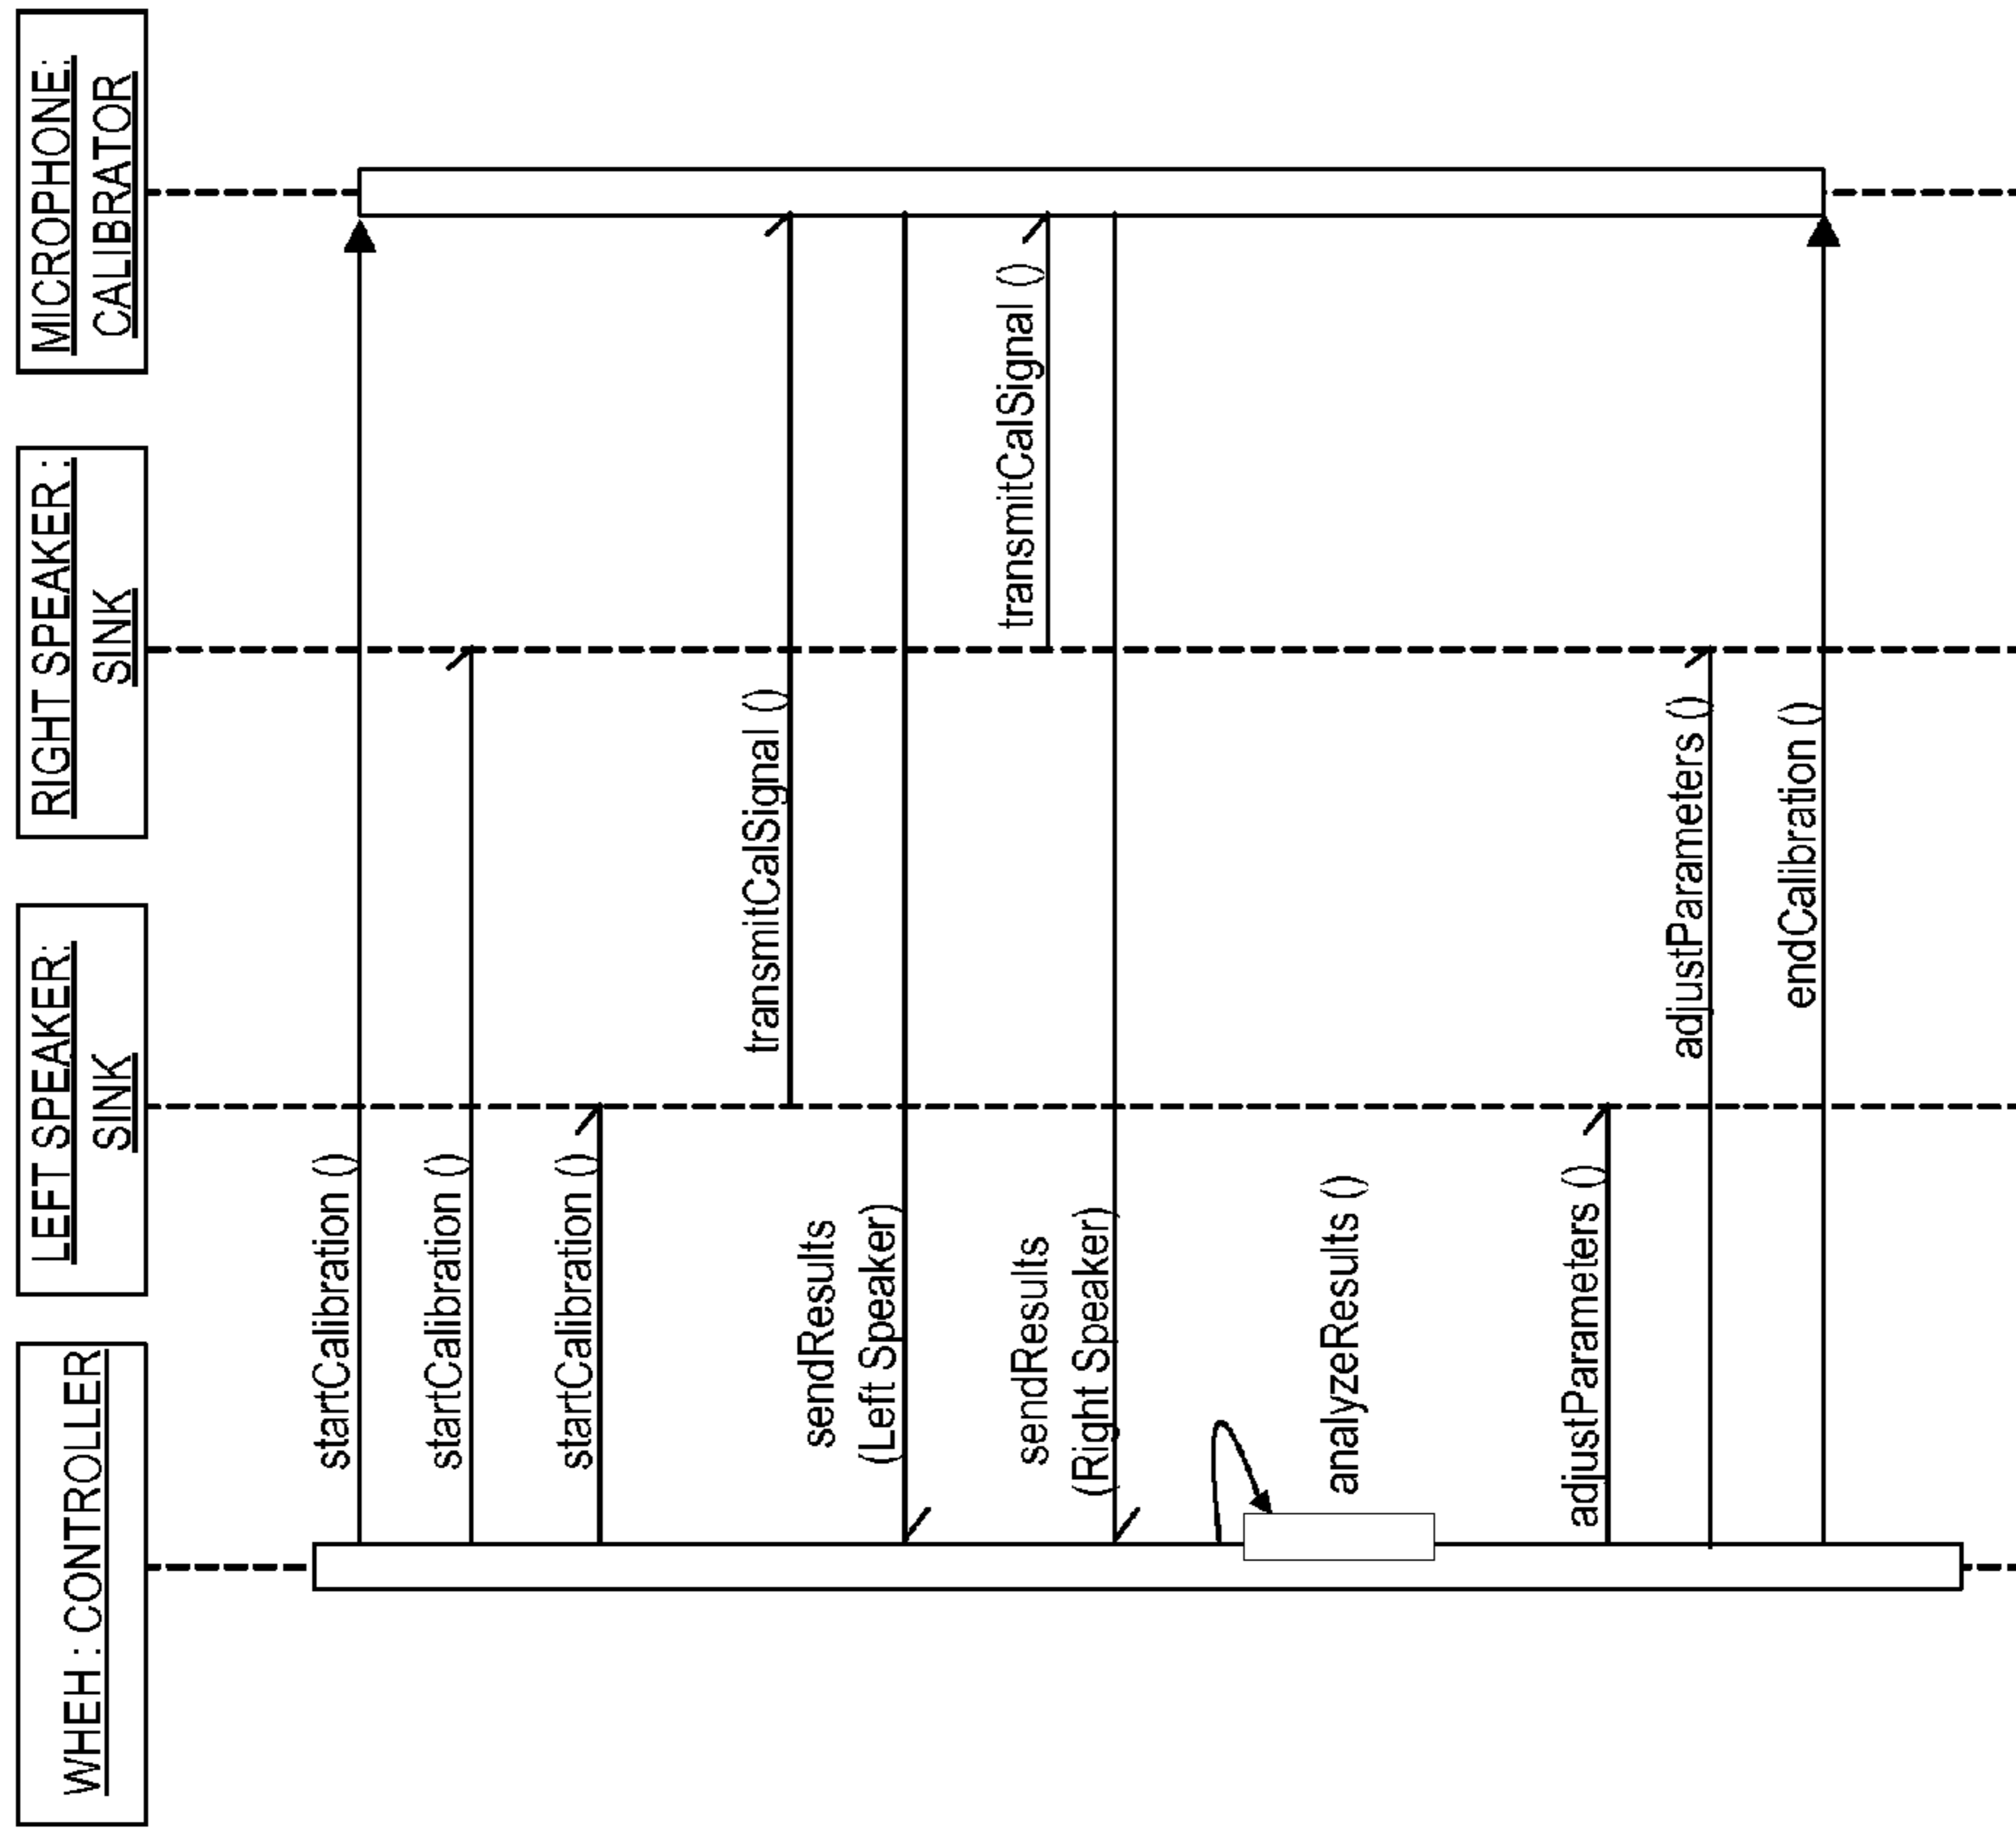 WHEH : CONTROLLER
LEFT SPEAKER:
SINK
RIGHT SPEAKER :
SINK
MICROPHONE:
CALIBRATOR
startCalibration ()
startCalibration ()
startCalibration ()
transmitCalSignal ()
sendResults
(Left Speaker)
transmitCalSignal ()
sendResults
(Right Speaker)
analyzeResults ()
adjustParameters ()
adjustParameters ()
endCalibration ()